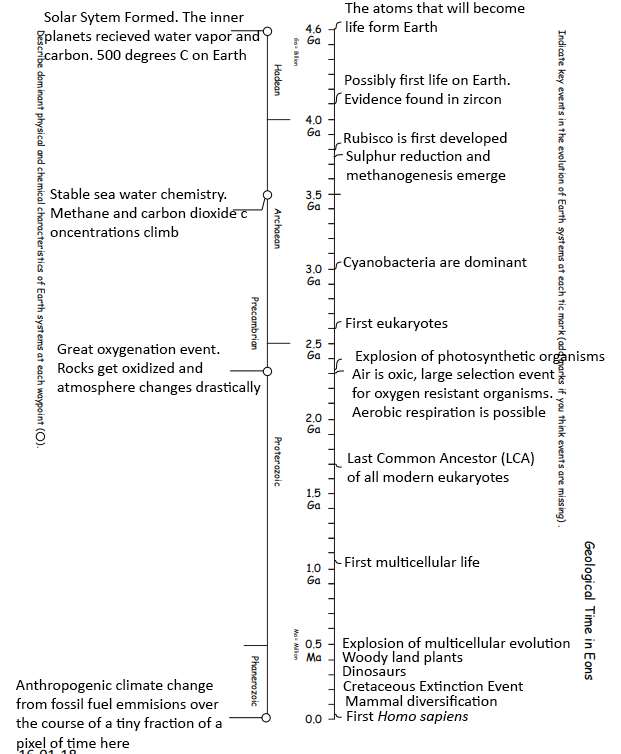 Solar Sytem Formed. The inner
planets recieved water vapor and
carbon. 500 degrees C on Earth
Describe dominant physical and chemical characteristics of Earth systems at each waypoint (O).
Stable sea water chemistry.
Methane and carbon dioxide c
oncentrations climb
Great oxygenation event.
Rocks get oxidized and
atmosphere changes drastically
Anthropogenic climate change
from fossil fuel emmisions over
the course of a tiny fraction of a
pixel of time here
16-01-18
Hadean
Archaean
Precambrian
Proterozoic
Phanerozoic
Ga= Billion
Ma= Million
4.6
Ga
4.0
Ga
3.5
Ga
3.0
Ga
2.5
Ga
2.0
Ga
1.5
Ga
1.0
Ga
0.5
Ma
0.0
The atoms that will become
life form Earth
Possibly first life on Earth.
Evidence found in zircon
Rubisco is first developed
Sulphur reduction and
methanogenesis emerge
Cyanobacteria are dominant
First eukaryotes
Explosion of photosynthetic organisms
Air is oxic, large selection event
for oxygen resistant organisms.
Aerobic respiration is possible
Last Common Ancestor (LCA)
of all modern eukaryotes
First multicellular life
Explosion of multicellular evolution
Woody land plants
Dinosaurs
Cretaceous Extinction Event
Mammal diversification
First Homo sapiens
Indicate key events in the evolution of Earth systems at each tic mark (add marks if you think events are missing).
Geological Time in Eons